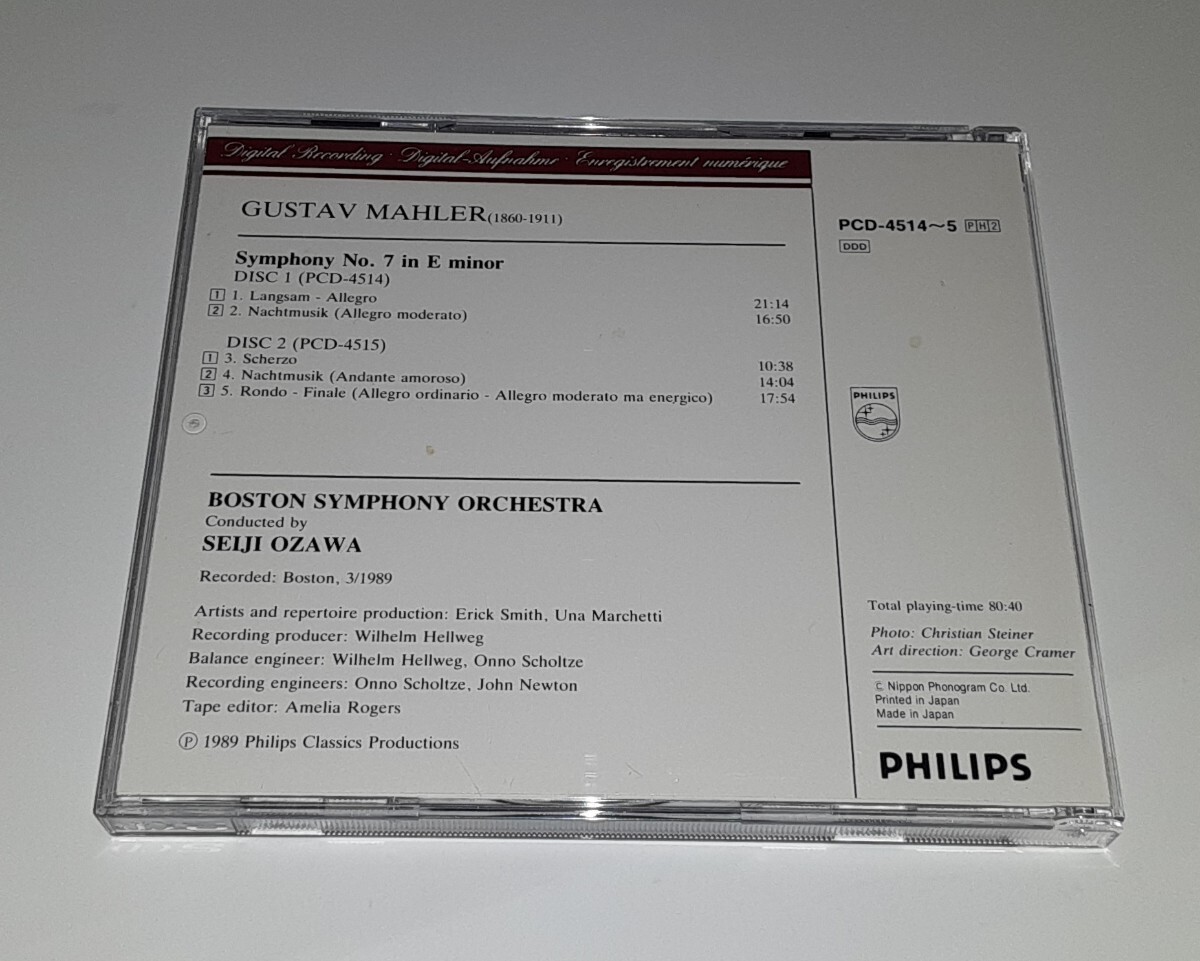 Digital Recording · Digital-Aufnahme · Enregistrement numérique
GUSTAV MAHLER (1860-1911)
Symphony No. 7 in E minor
DISC 1 (PCD-4514)
1 1. Langsam - Allegro 21:14
2 2. Nachtmusik (Allegro moderato) 16:50
DISC 2 (PCD-4515)
1 3. Scherzo 10:38
2 4. Nachtmusik (Andante amoroso) 14:04
3 5. Rondo - Finale (Allegro ordinario - Allegro moderato ma energico) 17:54
BOSTON SYMPHONY ORCHESTRA
Conducted by
SEIJI OZAWA
Recorded: Boston, 3/1989
Artists and repertoire production: Erick Smith, Una Marchetti
Recording producer: Wilhelm Hellweg
Balance engineer: Wilhelm Hellweg, Onno Scholtze
Recording engineers: Onno Scholtze, John Newton
Tape editor: Amelia Rogers
Ⓟ 1989 Philips Classics Productions
PCD-4514~5 PH2
DDD
PHILIPS
Total playing-time 80:40
Photo: Christian Steiner
Art direction: George Cramer
© Nippon Phonogram Co. Ltd.
Printed in Japan
Made in Japan
PHILIPS